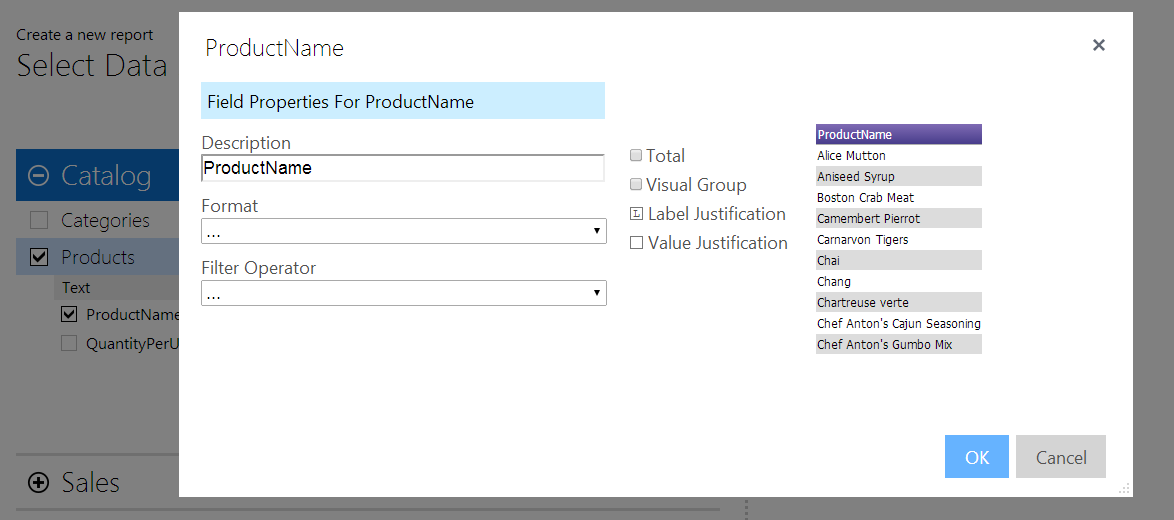 Create a new report
Select Data
Catalog
Categories
Products
Text
ProductName
QuantityPerU
Sales
ProductName
×
Field Properties For ProductName
Description
ProductName
Format
...
Filter Operator
...
Total
Visual Group
L Label Justification
Value Justification
ProductName
Alice Mutton
Aniseed Syrup
Boston Crab Meat
Camembert Pierrot
Carnarvon Tigers
Chai
Chang
Chartreuse verte
Chef Anton's Cajun Seasoning
Chef Anton's Gumbo Mix
OK
Cancel